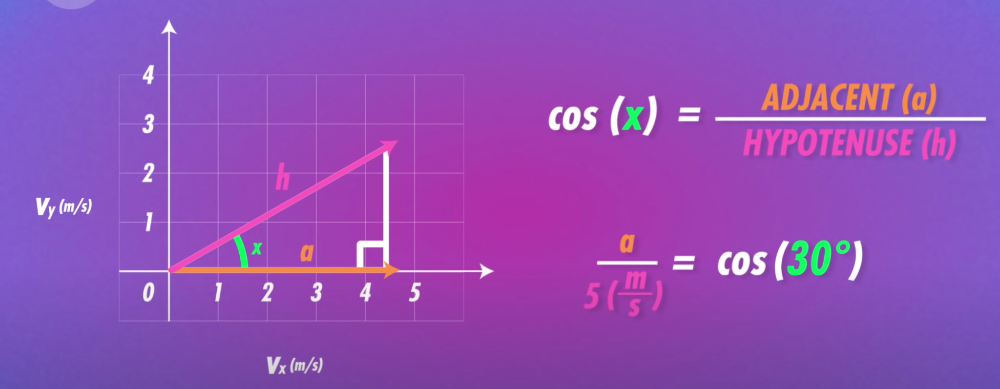 4
3
2
1
0
1 2 3 4 5
Vy (m/s)
Vx (m/s)
h
x
a
cos (x) = ADJACENT (a) / HYPOTENUSE (h)
a / 5 (m/s) = cos (30°)